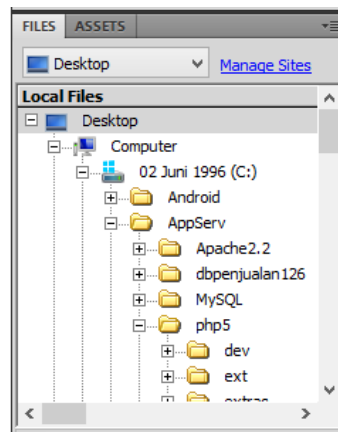 FILES ASSETS
Desktop Manage Sites
Local Files
Desktop
Computer
02 Juni 1996 (C:)
Android
AppServ
Apache2.2
dbpenjualan126
MySQL
php5
dev
ext
extras